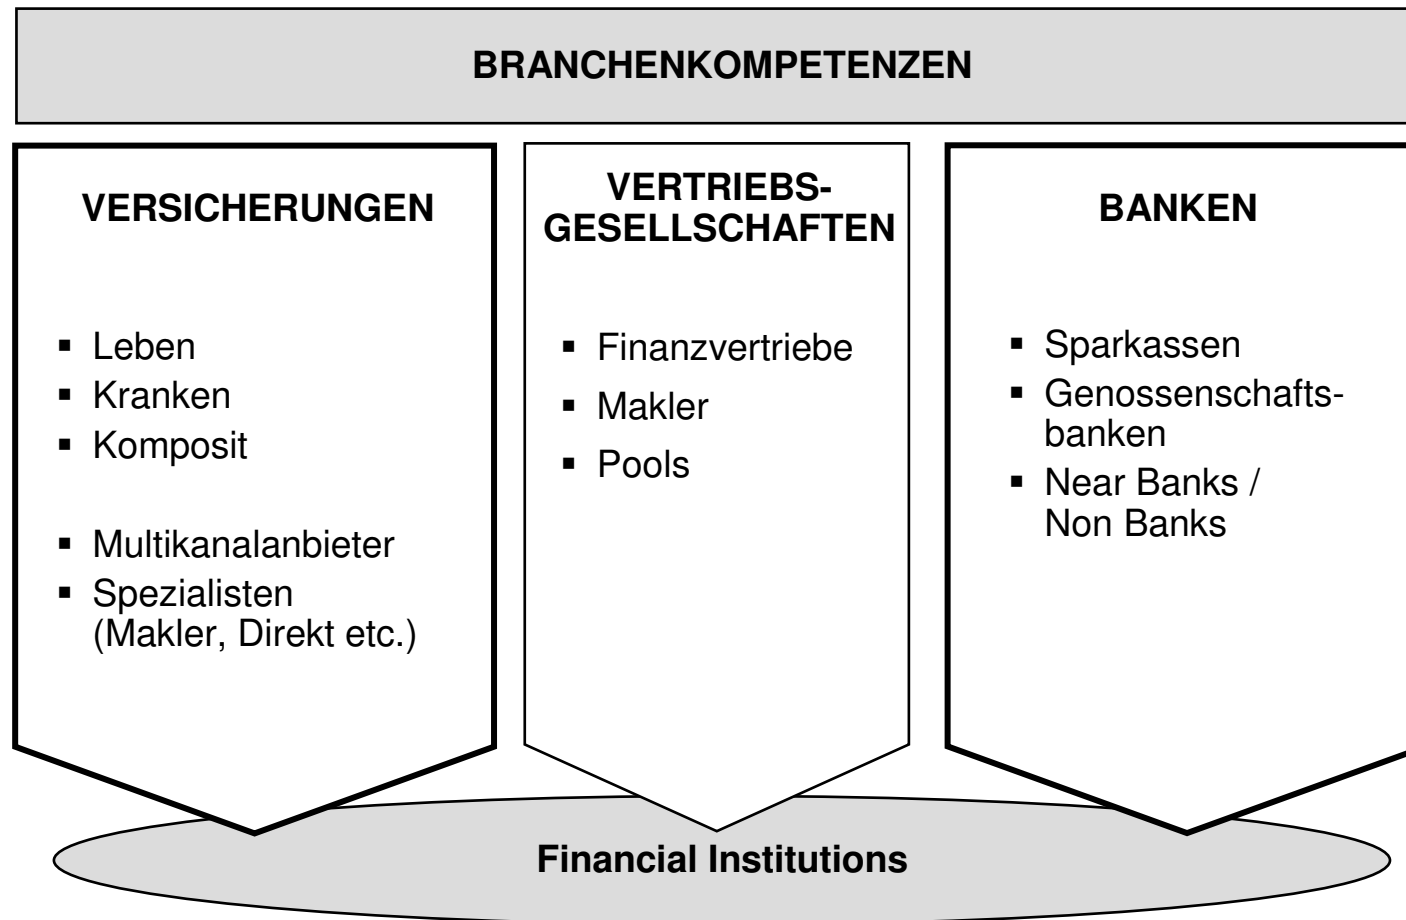 BRANCHENKOMPETENZEN
VERSICHERUNGEN
▪ Leben
▪ Kranken
▪ Komposit
▪ Multikanalanbieter
▪ Spezialisten
(Makler, Direkt etc.)
VERTRIEBS-
GESELLSCHAFTEN
▪ Finanzvertriebe
▪ Makler
▪ Pools
BANKEN
▪ Sparkassen
▪ Genossenschafts-
banken
▪ Near Banks /
Non Banks
Financial Institutions